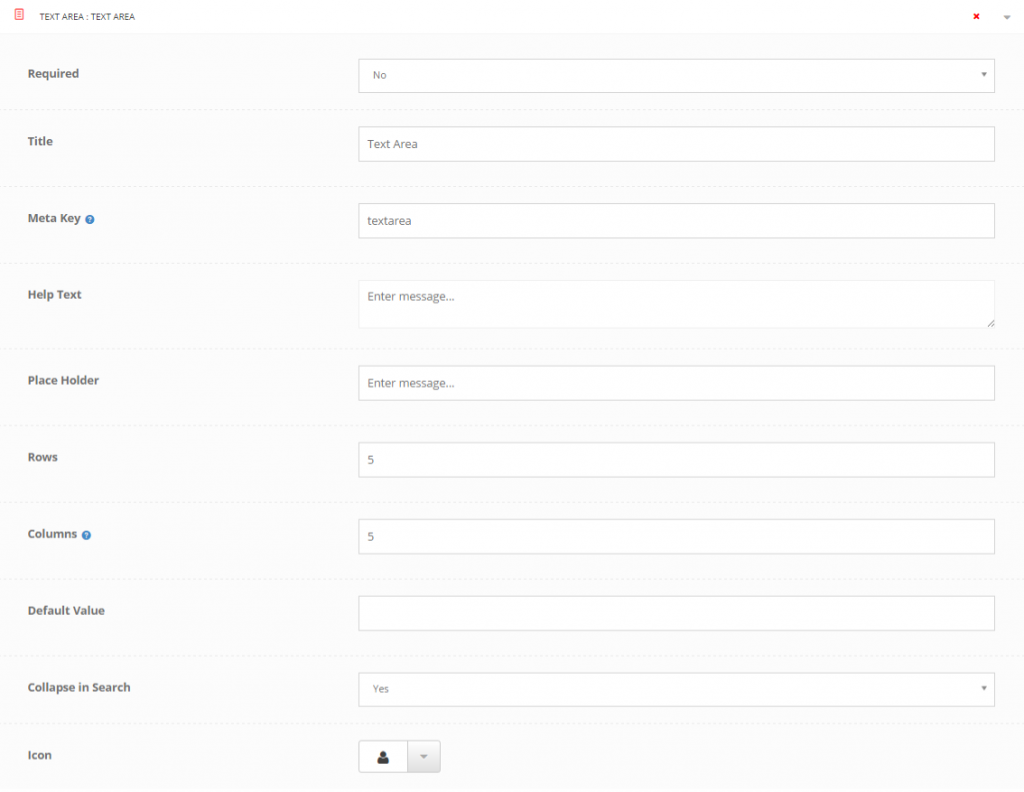 TEXT AREA : TEXT AREA
Required
No
Title
Text Area
Meta Key
textarea
Help Text
Enter message...
Place Holder
Enter message...
Rows
5
Columns
5
Default Value
Collapse in Search
Yes
Icon